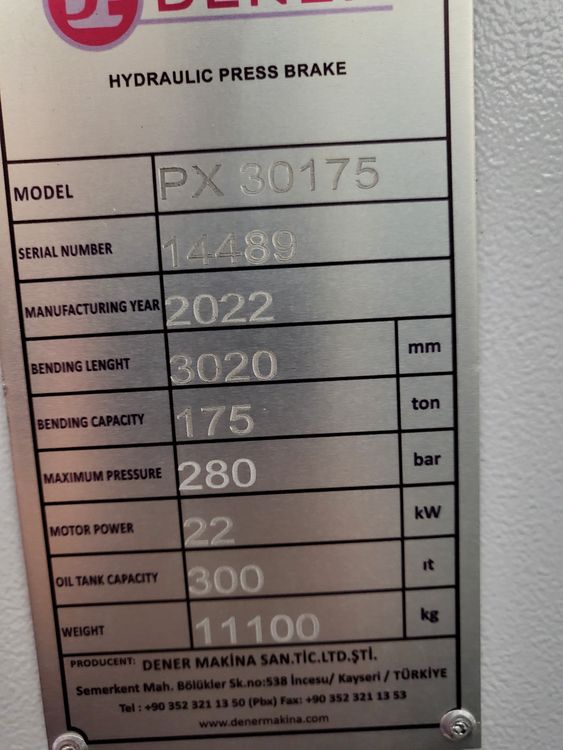 DENER
HYDRAULIC PRESS BRAKE
MODEL PX 30175
SERIAL NUMBER 14489
MANUFACTURING YEAR 2022
BENDING LENGHT 3020 mm
BENDING CAPACITY 175 ton
MAXIMUM PRESSURE 280 bar
MOTOR POWER 22 kW
OIL TANK CAPACITY 300 ıt
WEIGHT 11100 kg
PRODUCENT: DENER MAKİNA SAN.TİC.LTD.ŞTİ.
Semerkent Mah. Bölükler Sk.no:538 İncesu/ Kayseri / TÜRKİYE
Tel : +90 352 321 13 50 (Pbx) Fax: +90 352 321 13 53
www.denermakina.com